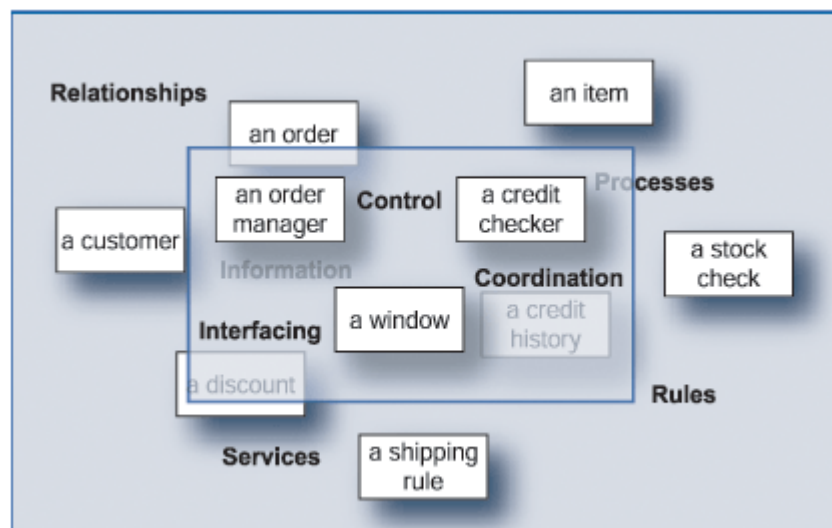 Relationships
an item
an order
an order
manager
Control
a credit
checker
Processes
a customer
a stock
check
Information
Coordination
a window
a credit
history
Interfacing
a discount
Rules
Services
a shipping
rule